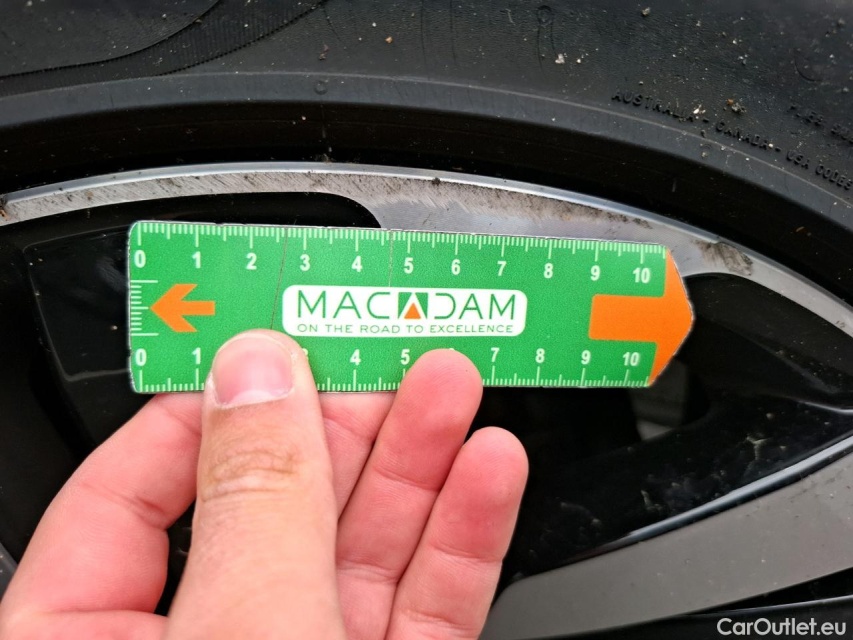 AUSTRALIA - CANADA - USA CODES
0 1 2 3 4 5 6 7 8 9 10
MACADAM
ON THE ROAD TO EXCELLENCE
0 1 4 5 7 8 9 10
CarOutlet.eu